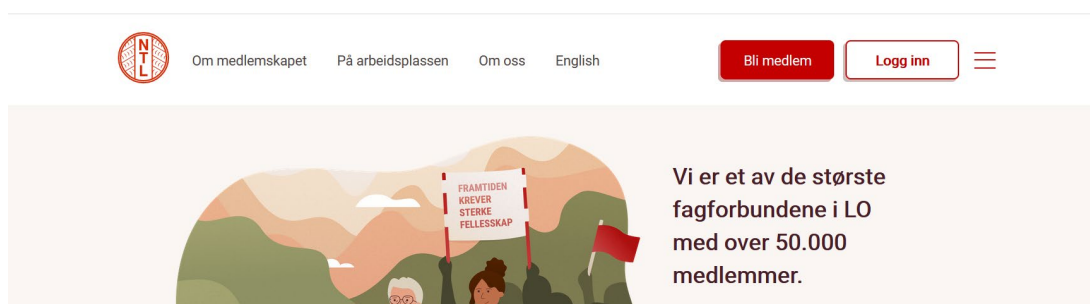 NTL
Om medlemskapet På arbeidsplassen Om oss English Bli medlem Logg inn
FRAMTIDEN
KREVER
STERKE
FELLESSKAP
Vi er et av de største
fagforbundene i LO
med over 50.000
medlemmer.